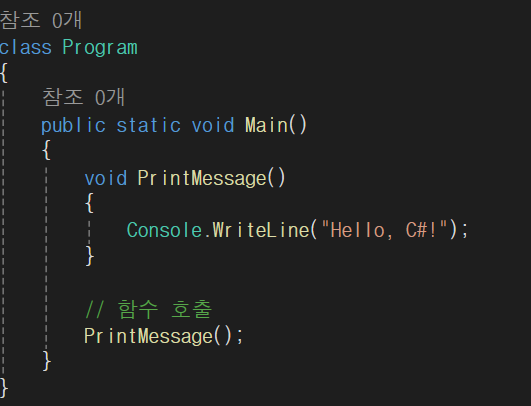 참조 0개
class Program
{
참조 0개
public static void Main()
{
void PrintMessage()
{
Console.WriteLine("Hello, C#!");
}
// 함수 호출
PrintMessage();
}
}